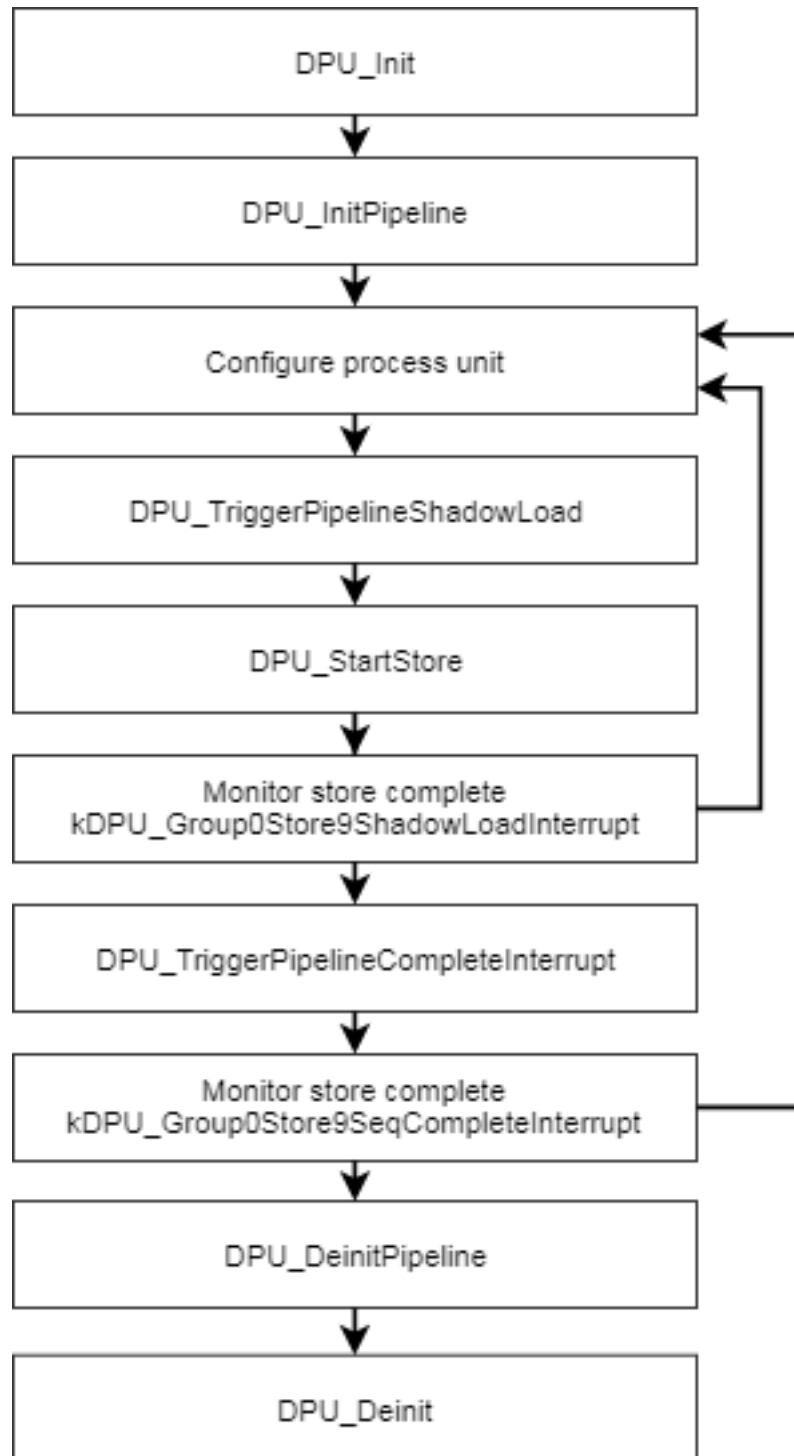 DPU_Init
DPU_InitPipeline
Configure process unit
DPU_TriggerPipelineShadowLoad
DPU_StartStore
Monitor store complete
kDPU_Group0Store9ShadowLoadInterrupt
DPU_TriggerPipelineCompleteInterrupt
Monitor store complete
kDPU_Group0Store9SeqCompleteInterrupt
DPU_DeinitPipeline
DPU_Deinit